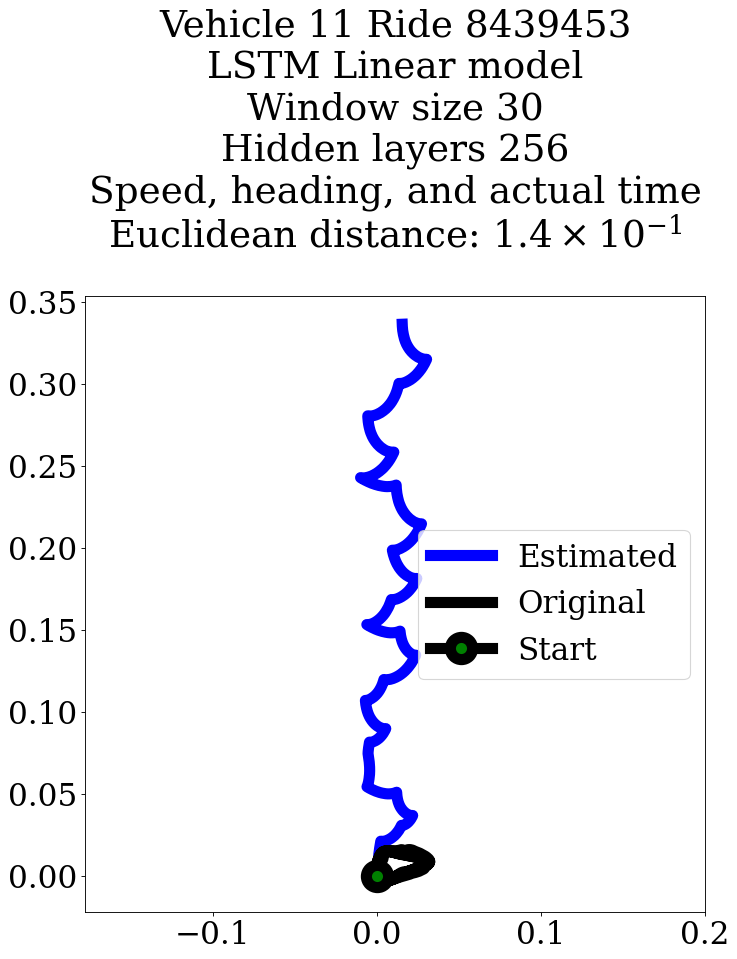 Vehicle 11 Ride 8439453
LSTM Linear model
Window size 30
Hidden layers 256
Speed, heading, and actual time
Euclidean distance: 1.4 × 10⁻¹
0.35
0.30
0.25
0.20
0.15
0.10
0.05
0.00
Estimated
Original
Start
−0.1 0.0 0.1 0.2